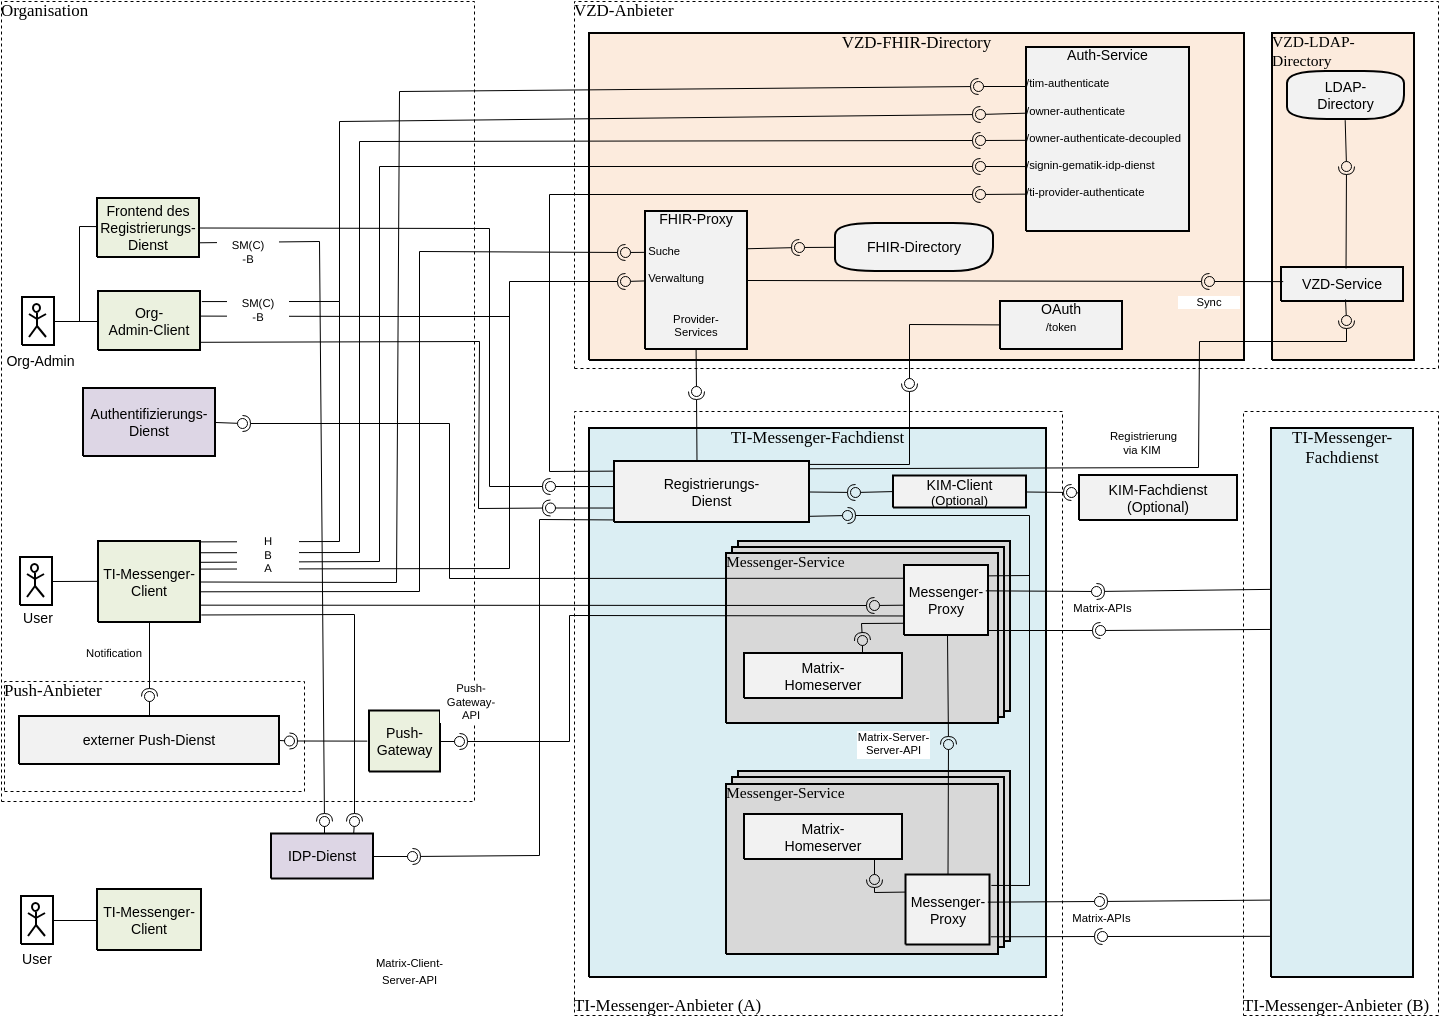 Organisation
VZD-Anbieter
VZD-FHIR-Directory
Auth-Service
/tim-authenticate
/owner-authenticate
/owner-authenticate-decoupled
/signin-gematik-idp-dienst
/ti-provider-authenticate
VZD-LDAP-
Directory
LDAP-
Directory
FHIR-Proxy
Suche
Verwaltung
Provider-
Services
FHIR-Directory
OAuth
/token
VZD-Service
Sync
Frontend des
Registrierungs-
Dienst
SM(C)
-B
Org-
Admin-Client
SM(C)
-B
Org-Admin
Authentifizierungs-
Dienst
TI-Messenger-Fachdienst
Registrierungs-
Dienst
KIM-Client
(Optional)
Registrierung
via KIM
KIM-Fachdienst
(Optional)
TI-Messenger-
Fachdienst
TI-Messenger-
Client
H
B
A
User
Notification
Messenger-Service
Messenger-
Proxy
Matrix-
Homeserver
Matrix-APIs
Push-Anbieter
externer Push-Dienst
Push-
Gateway-
API
Push-
Gateway
Matrix-Server-
Server-API
Messenger-Service
Matrix-
Homeserver
Messenger-
Proxy
Matrix-APIs
IDP-Dienst
TI-Messenger-
Client
User
Matrix-Client-
Server-API
TI-Messenger-Anbieter (A)
TI-Messenger-Anbieter (B)